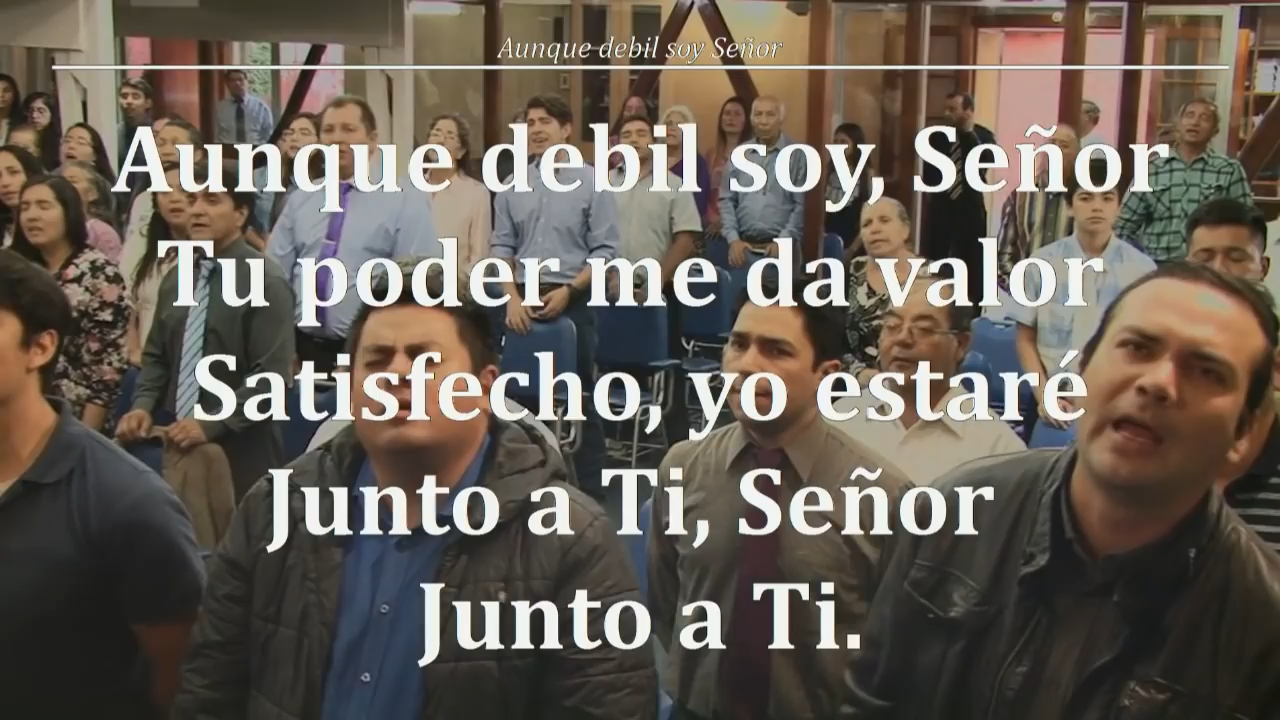 Aunque debil soy Señor
Aunque debil soy, Señor
Tu poder me da valor
Satisfecho, yo estaré
Junto a Ti, Señor
Junto a Ti.